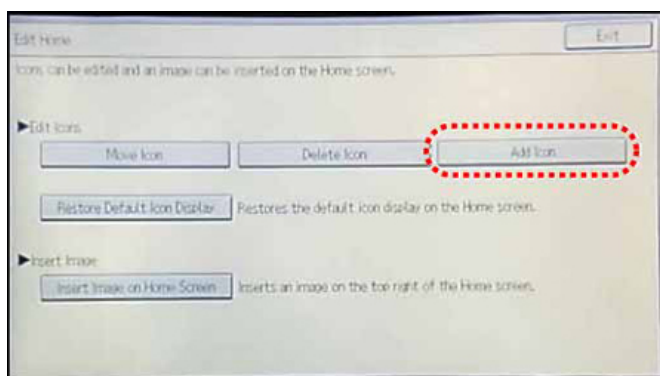 Edit Home
Exit
Icons can be edited and an image can be inserted on the Home screen.
►Edit Icons
Move Icon
Delete Icon
Add Icon
Restore Default Icon Display
Restores the default icon display on the Home screen.
►Insert Image
Insert Image on Home Screen
Inserts an image on the top right of the Home screen.